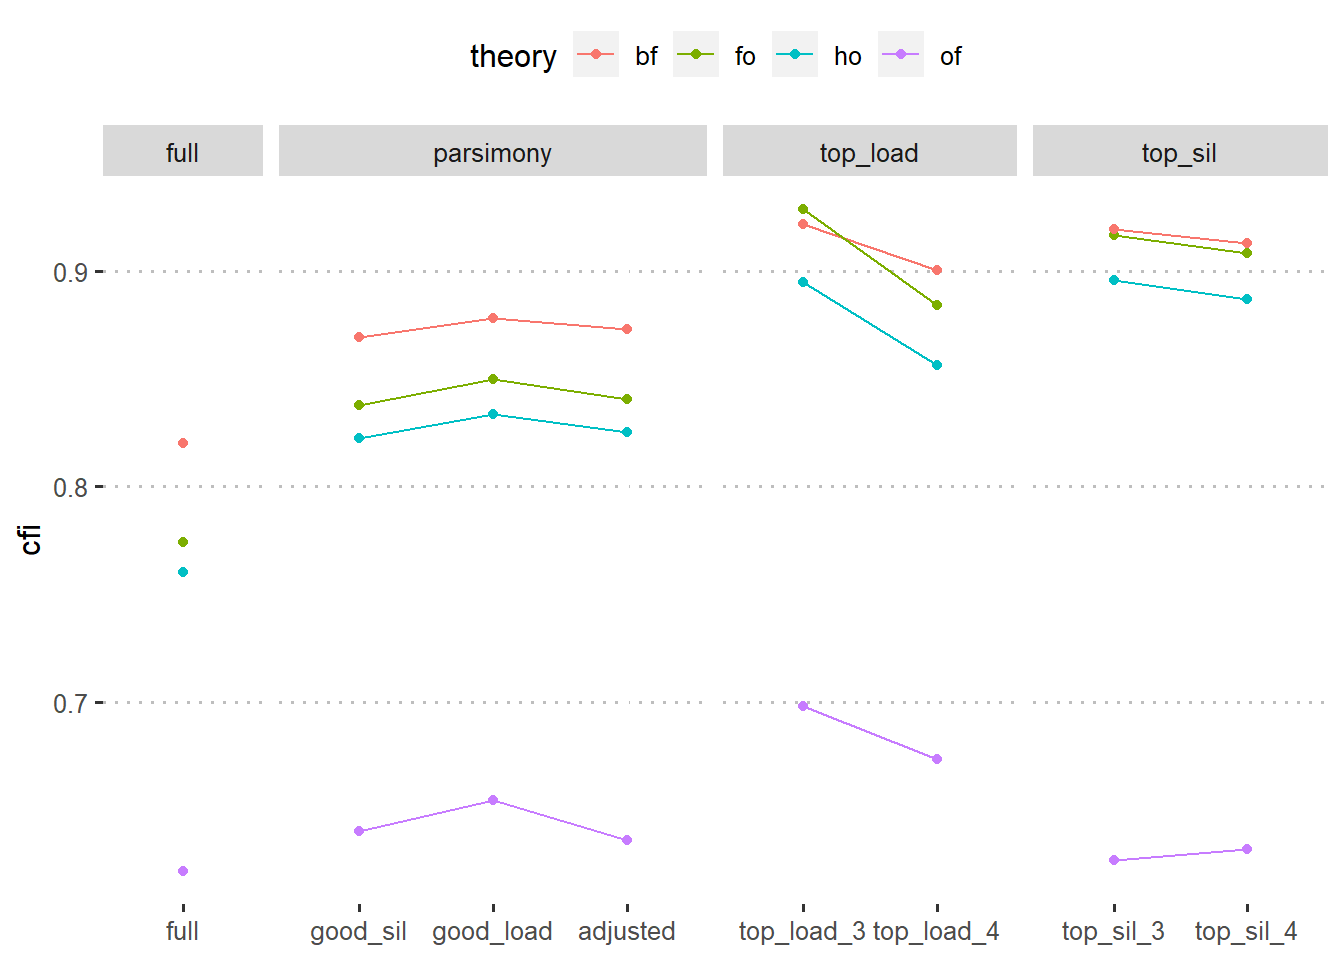 theory bf fo ho of
full parsimony top_load top_sil
0.9
0.8
0.7
cfi
full good_sil good_load adjusted top_load_3 top_load_4 top_sil_3 top_sil_4